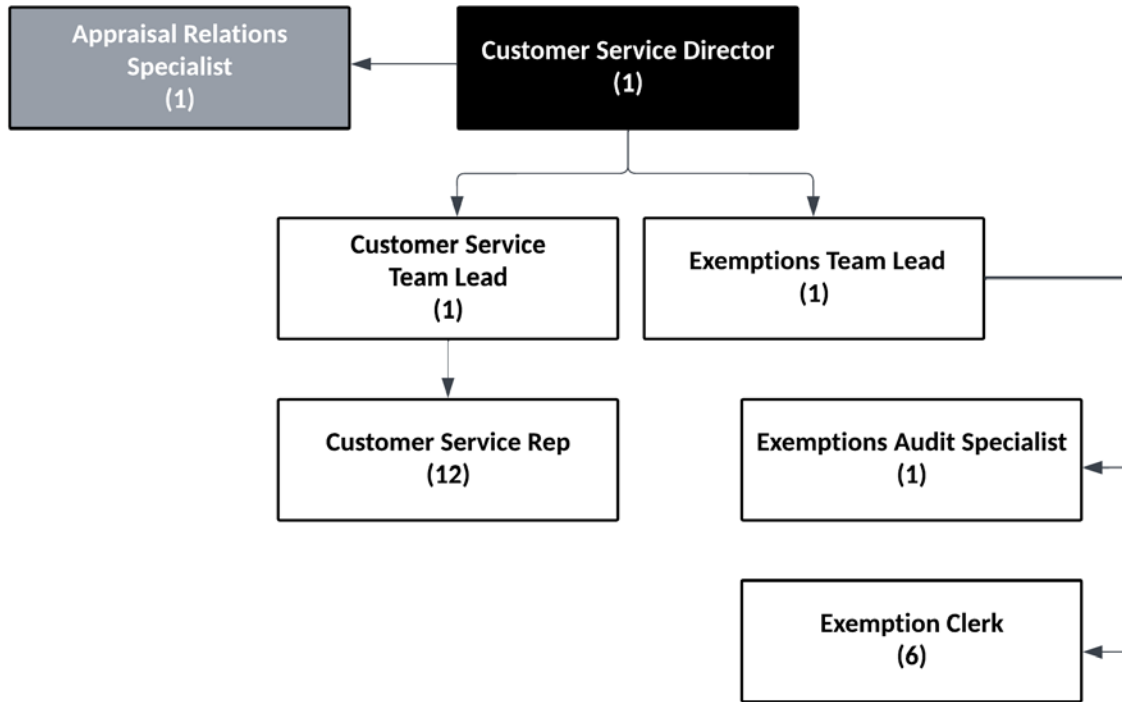 Appraisal Relations
Specialist
(1)
Customer Service Director
(1)
Customer Service
Team Lead
(1)
Exemptions Team Lead
(1)
Customer Service Rep
(12)
Exemptions Audit Specialist
(1)
Exemption Clerk
(6)